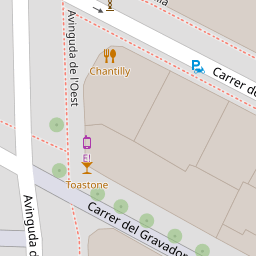 Avinguda de l'Oest
Chantilly
Carrer de
El
Toastone
Avinguda d
Carrer del Gravador